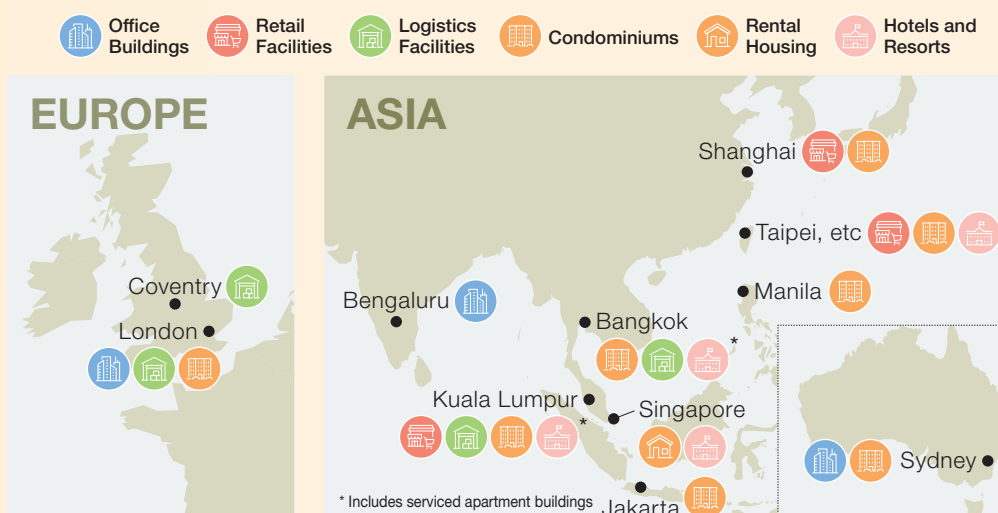 Office
Buildings
Retail
Facilities
Logistics
Facilities
Condominiums
Rental
Housing
Hotels and
Resorts
EUROPE
Coventry
London
ASIA
Shanghai
Taipei, etc
Bengaluru
Manila
Bangkok
*
Kuala Lumpur
*
Singapore
Sydney
* Includes serviced apartment buildings
Jakarta